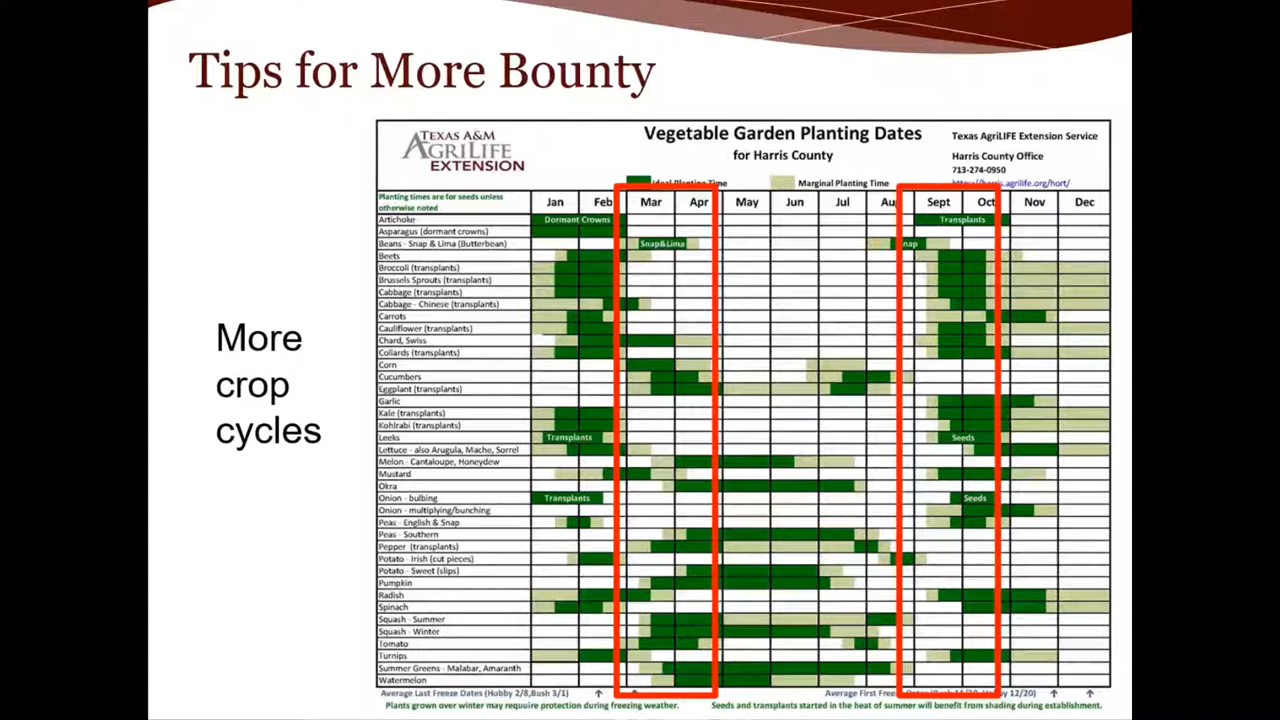 Tips for More Bounty
TEXAS A&M
AGRILIFE
EXTENSION
Vegetable Garden Planting Dates
for Harris County
Texas AgriLIFE Extension Service
Harris County Office
713-274-0950
Planting Time
Marginal Planting Time
Planting times are for seeds unless
otherwise noted
Jan Feb Mar Apr May Jun Jul Aug Sept Oct Nov Dec
Artichoke Dormant Crowns Transplants
Asparagus (dormant crowns)
Beans - Snap & Lima (Butterbean) Snap&Lima
Beets
Broccoli (transplants)
Brussels Sprouts (transplants)
Cabbage (transplants)
Cabbage - Chinese (transplants)
Carrots
Cauliflower (transplants)
Chard, Swiss
Collards (transplants)
Corn
Cucumbers
Eggplant (transplants)
Garlic
Kale (transplants)
Kohlrabi (transplants)
Leeks Transplants Seeds
Lettuce - also Arugula, Mache, Sorrel
Melon - Cantaloupe, Honeydew
Mustard
Okra
Onion - bulbing Transplants Seeds
Onion - multiplying/bunching
Peas - English & Snap
Peas - Southern
Pepper (transplants)
Potato - Irish (cut pieces)
Potato - Sweet (slips)
Pumpkin
Radish
Spinach
Squash - Summer
Squash - Winter
Tomato
Turnips
Summer Greens - Malabar, Amaranth
Watermelon
Average Last Freeze Dates (Hobby 2/8,Bush 3/1)
Average First
Plants grown over winter may requuire protection during freezing weather.
Seeds and transplants started in the heat of summer will benefit from shading during establishment.
More
crop
cycles